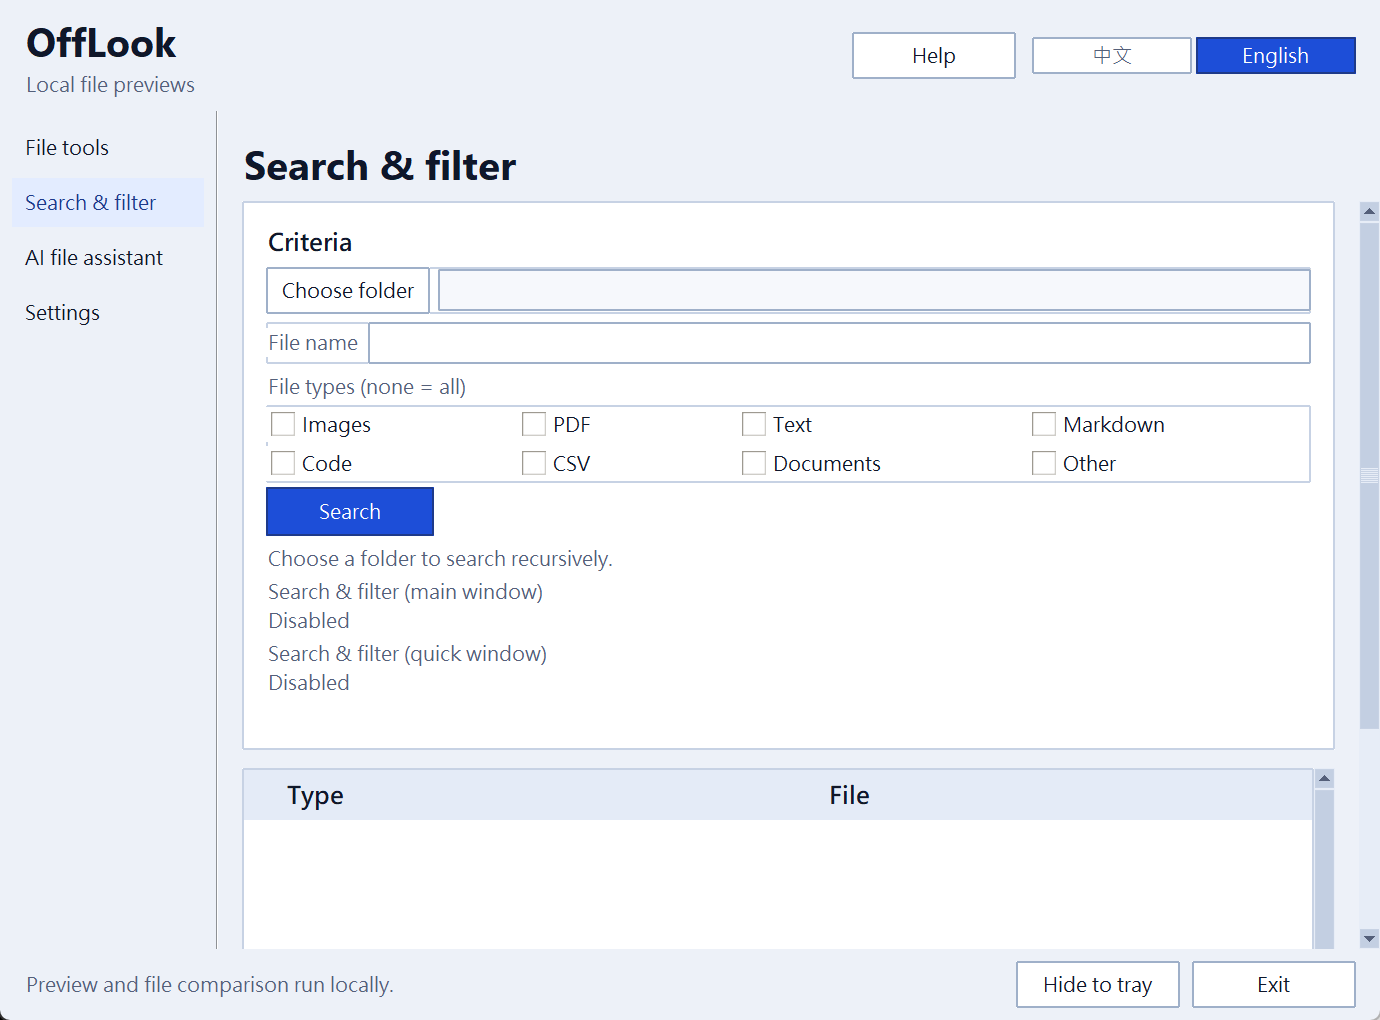 OffLook
Local file previews
Help
中文
English
File tools
Search & filter
AI file assistant
Settings
Search & filter
Criteria
Choose folder
File name
File types (none = all)
Images PDF Text Markdown
Code CSV Documents Other
Search
Choose a folder to search recursively.
Search & filter (main window)
Disabled
Search & filter (quick window)
Disabled
Type File
Preview and file comparison run locally.
Hide to tray
Exit